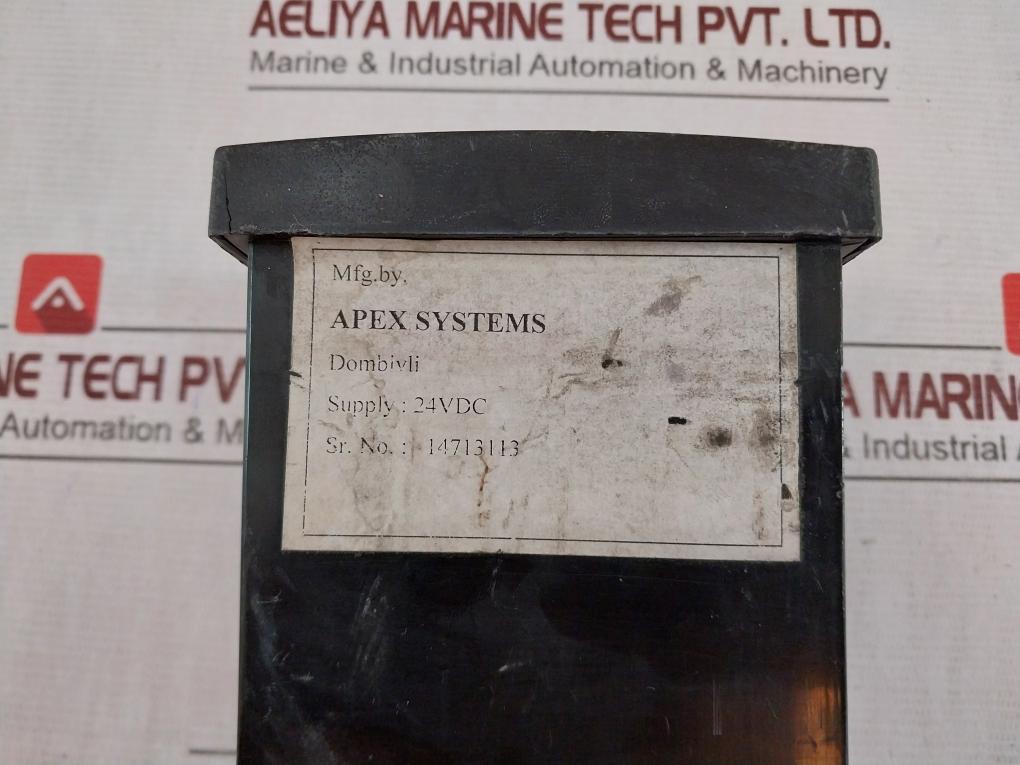 AELIYA MARINE TECH PVT. LTD.
Marine & Industrial Automation & Machinery
Mfg.by,
APEX SYSTEMS
Dombivli
Supply : 24VDC
Sr. No. : 14713113
NE TECH PV
Automation & M
A MARIN
& Industrial A